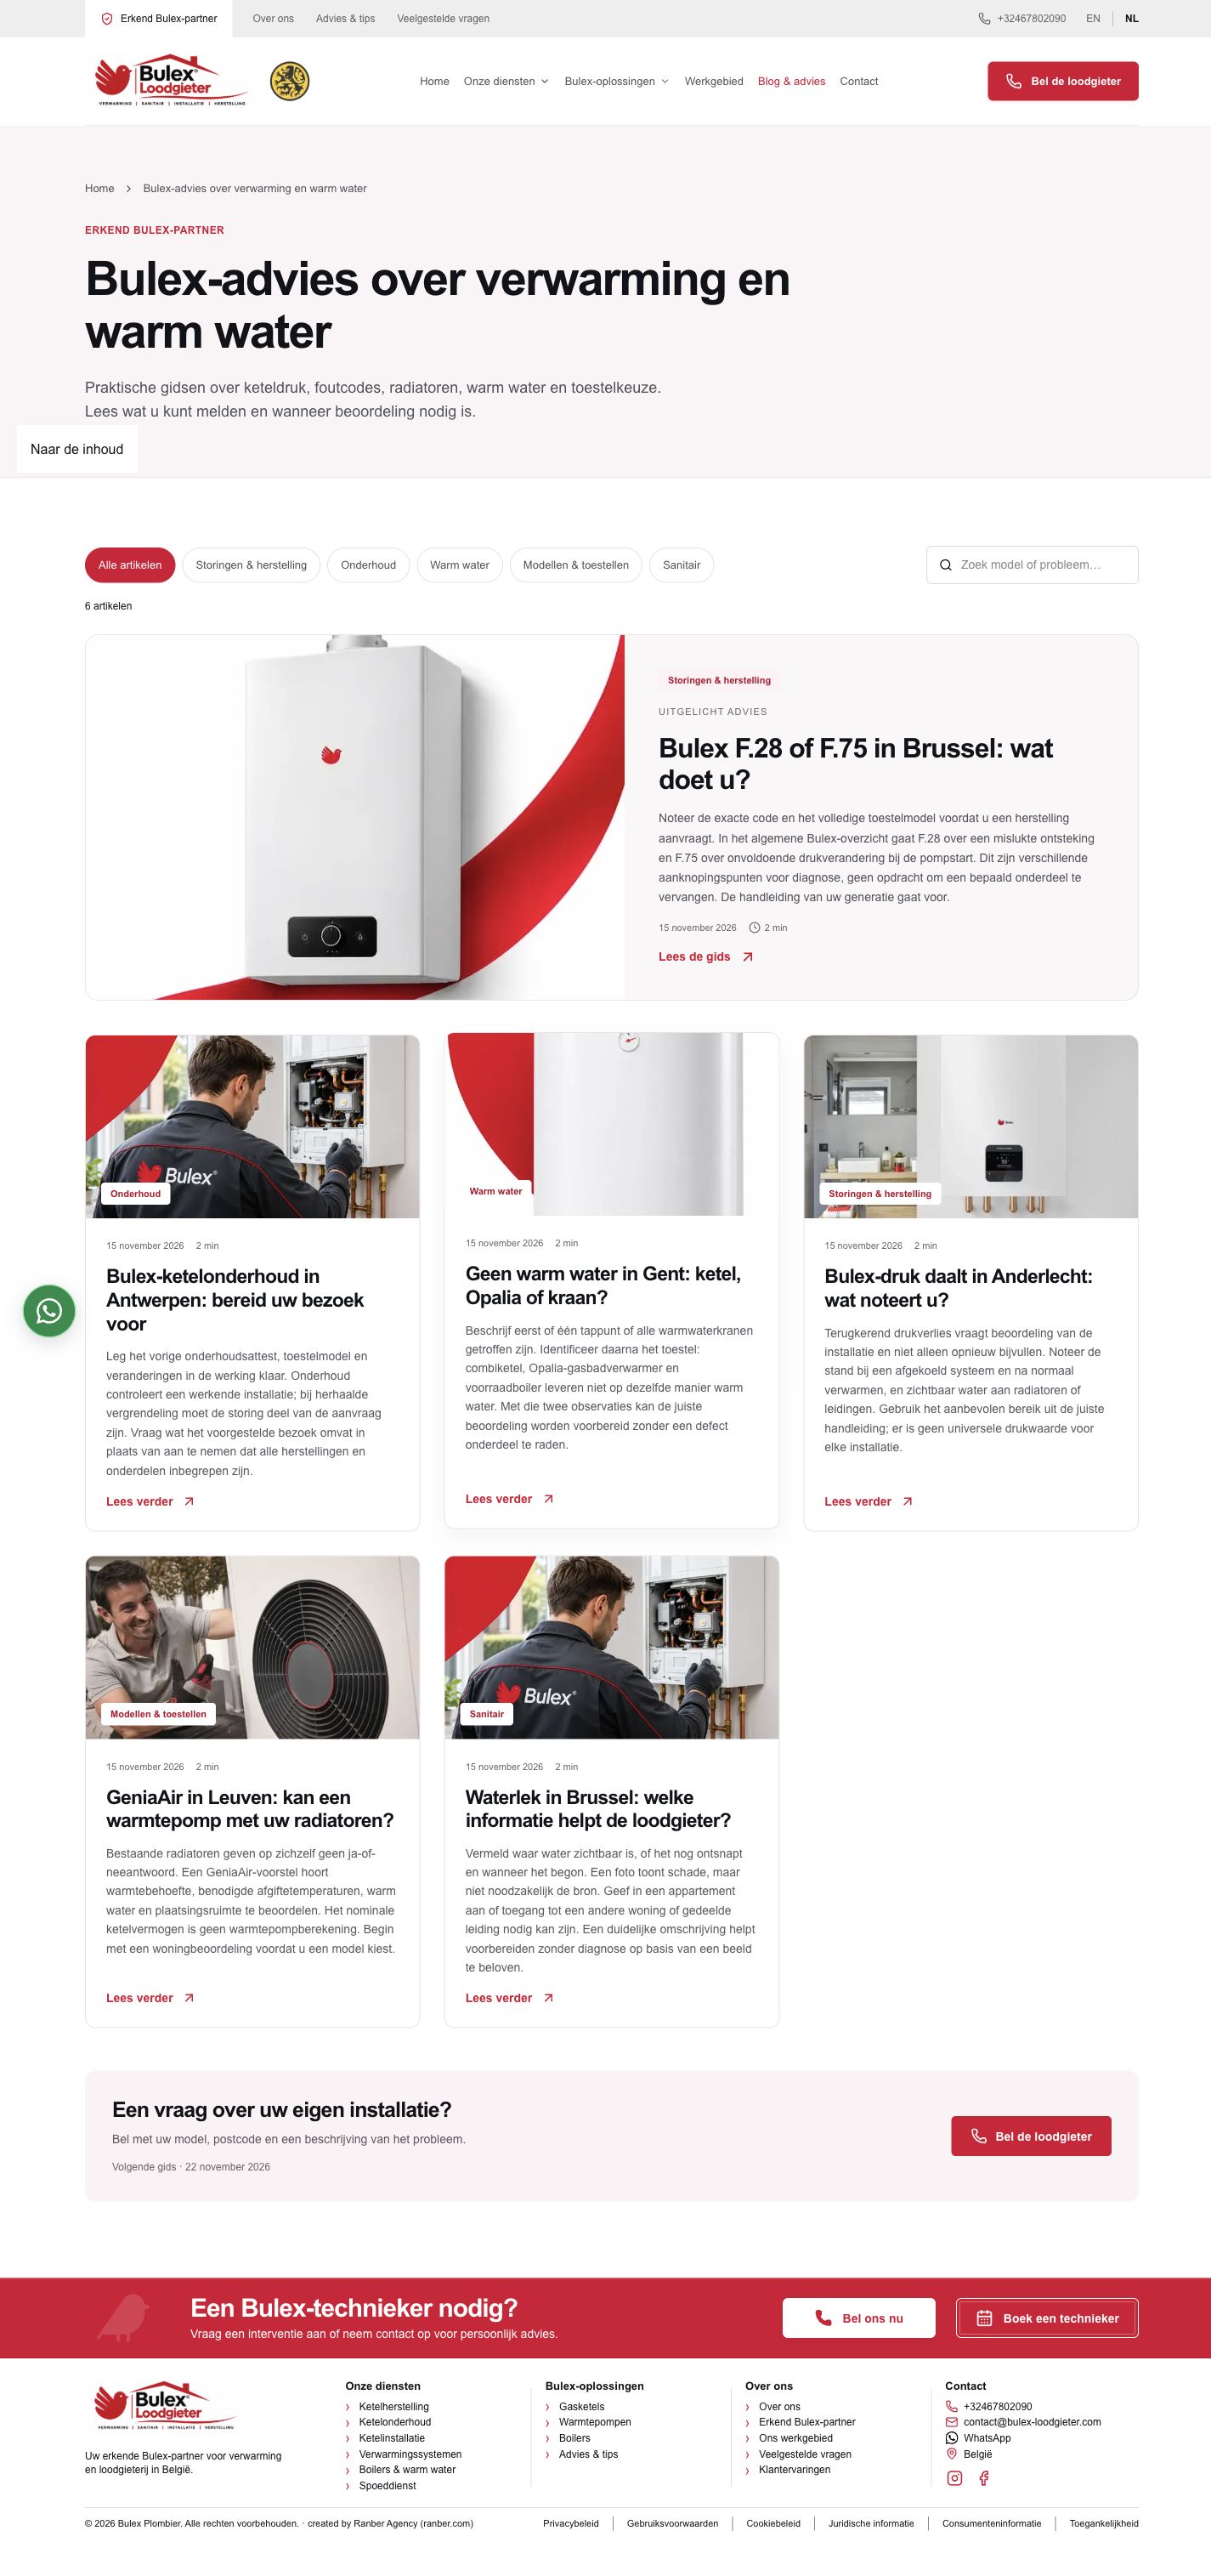 Erkend Bulex-partner
Over ons
Advies & tips
Veelgestelde vragen
+32467802090
EN
NL
Bulex
Loodgieter
VERWARMING | SANITAIR | INSTALLATIE | HERSTELLING
Home
Onze diensten
Bulex-oplossingen
Werkgebied
Blog & advies
Contact
Bel de loodgieter
Home
Bulex-advies over verwarming en warm water
ERKEND BULEX-PARTNER
Bulex-advies over verwarming en
warm water
Praktische gidsen over keteldruk, foutcodes, radiatoren, warm water en toestelkeuze.
Lees wat u kunt melden en wanneer beoordeling nodig is.
Naar de inhoud
Alle artikelen
Storingen & herstelling
Onderhoud
Warm water
Modellen & toestellen
Sanitair
Zoek model of probleem…
6 artikelen
Storingen & herstelling
UITGELICHT ADVIES
Bulex F.28 of F.75 in Brussel: wat
doet u?
Noteer de exacte code en het volledige toestelmodel voordat u een herstelling
aanvraagt. In het algemene Bulex-overzicht gaat F.28 over een mislukte ontsteking
en F.75 over onvoldoende drukverandering bij de pompstart. Dit zijn verschillende
aanknopingspunten voor diagnose, geen opdracht om een bepaald onderdeel te
vervangen. De handleiding van uw generatie gaat voor.
15 november 2026
2 min
Lees de gids
Bulex
Onderhoud
15 november 2026
2 min
Bulex-ketelonderhoud in
Antwerpen: bereid uw bezoek
voor
Leg het vorige onderhoudsattest, toestelmodel en
veranderingen in de werking klaar. Onderhoud
controleert een werkende installatie; bij herhaalde
vergrendeling moet de storing deel van de aanvraag
zijn. Vraag wat het voorgestelde bezoek omvat in
plaats van aan te nemen dat alle herstellingen en
onderdelen inbegrepen zijn.
Lees verder
Warm water
15 november 2026
2 min
Geen warm water in Gent: ketel,
Opalia of kraan?
Beschrijf eerst of één tappunt of alle warmwaterkranen
getroffen zijn. Identificeer daarna het toestel:
combiketel, Opalia-gasbadverwarmer en
voorraadboiler leveren niet op dezelfde manier warm
water. Met die twee observaties kan de juiste
beoordeling worden voorbereid zonder een defect
onderdeel te raden.
Lees verder
Storingen & herstelling
15 november 2026
2 min
Bulex-druk daalt in Anderlecht:
wat noteert u?
Terugkerend drukverlies vraagt beoordeling van de
installatie en niet alleen opnieuw bijvullen. Noteer de
stand bij een afgekoeld systeem en na normaal
verwarmen, en zichtbaar water aan radiatoren of
leidingen. Gebruik het aanbevolen bereik uit de juiste
handleiding; er is geen universele drukwaarde voor
elke installatie.
Lees verder
Modellen & toestellen
15 november 2026
2 min
GeniaAir in Leuven: kan een
warmtepomp met uw radiatoren?
Bestaande radiatoren geven op zichzelf geen ja-of-
neeantwoord. Een GeniaAir-voorstel hoort
warmtebehoefte, benodigde afgiftetemperaturen, warm
water en plaatsingsruimte te beoordelen. Het nominale
ketelvermogen is geen warmtepompberekening. Begin
met een woningbeoordeling voordat u een model kiest.
Lees verder
Bulex
Sanitair
15 november 2026
2 min
Waterlek in Brussel: welke
informatie helpt de loodgieter?
Vermeld waar water zichtbaar is, of het nog ontsnapt
en wanneer het begon. Een foto toont schade, maar
niet noodzakelijk de bron. Geef in een appartement
aan of toegang tot een andere woning of gedeelde
leiding nodig kan zijn. Een duidelijke omschrijving helpt
voorbereiden zonder diagnose op basis van een beeld
te beloven.
Lees verder
Een vraag over uw eigen installatie?
Bel met uw model, postcode en een beschrijving van het probleem.
Volgende gids · 22 november 2026
Bel de loodgieter
Een Bulex-technieker nodig?
Vraag een interventie aan of neem contact op voor persoonlijk advies.
Bel ons nu
Boek een technieker
Bulex
Loodgieter
VERWARMING | SANITAIR | INSTALLATIE | HERSTELLING
Uw erkende Bulex-partner voor verwarming
en loodgieterij in België.
Onze diensten
Ketelherstelling
Ketelonderhoud
Ketelinstallatie
Verwarmingssystemen
Boilers & warm water
Spoeddienst
Bulex-oplossingen
Gasketels
Warmtepompen
Boilers
Advies & tips
Over ons
Over ons
Erkend Bulex-partner
Ons werkgebied
Veelgestelde vragen
Klantervaringen
Contact
+32467802090
contact@bulex-loodgieter.com
WhatsApp
België
© 2026 Bulex Plombier. Alle rechten voorbehouden. · created by Ranber Agency (ranber.com)
Privacybeleid
Gebruiksvoorwaarden
Cookiebeleid
Juridische informatie
Consumenteninformatie
Toegankelijkheid